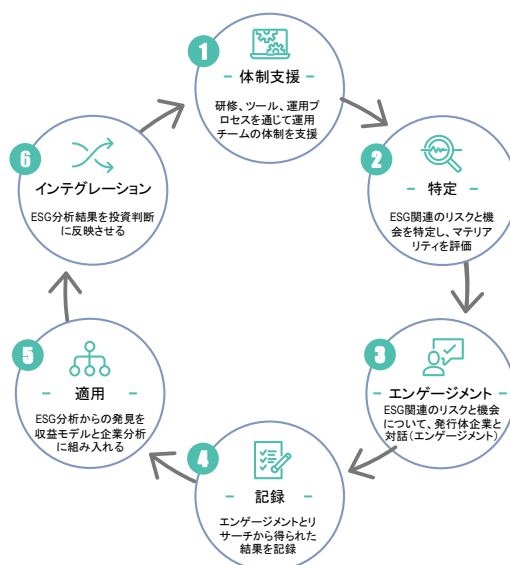 1
- 体制支援 -
研修、ツール、運用プ
ロセスを通じて運用
チームの体制を支援
2
- 特定 -
ESG関連のリスクと機
会を特定し、マテリア
リティを評価
3
- エンゲージメント -
ESG関連のリスクと機会
について、発行体企業と
対話(エンゲージメント)
4
- 記録 -
エンゲージメントとリ
サーチから得られた
結果を記録
5
- 適用 -
ESG分析からの発見を
収益モデルと企業分析
に組み入れる
6
インテグレーション
ESG分析結果を投資判断
に反映させる